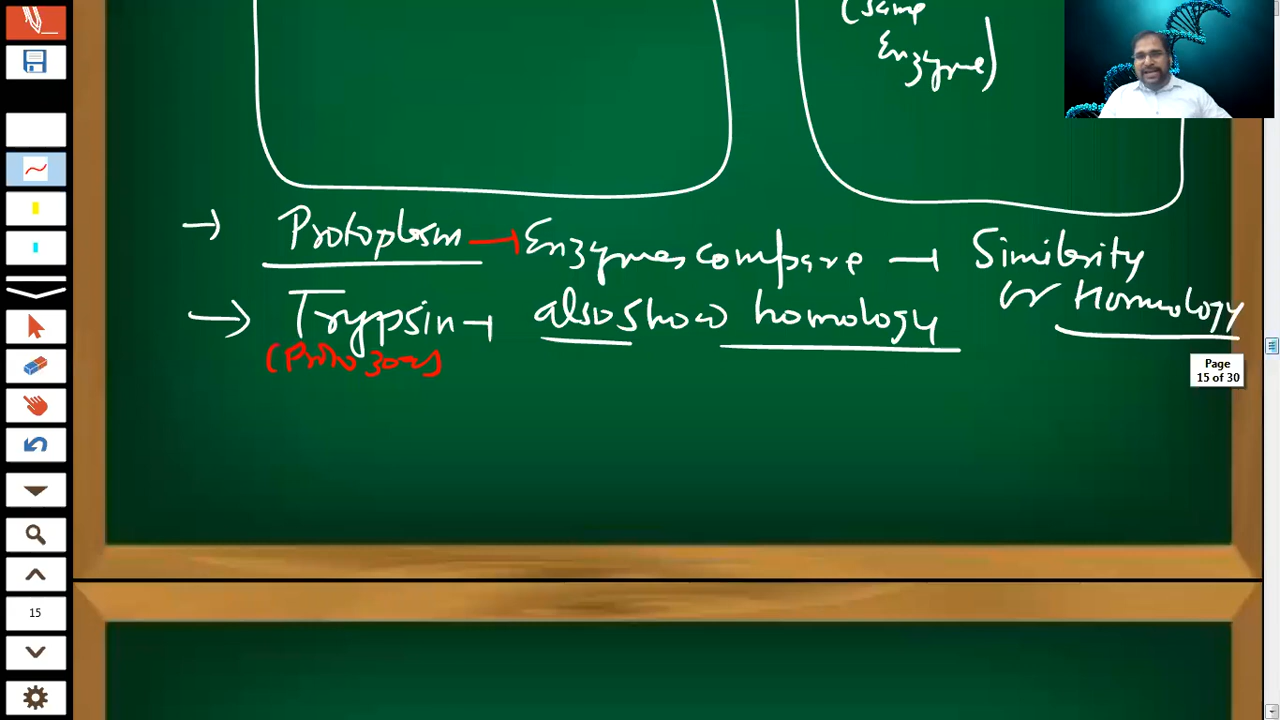 (Same
Enzyme)
→ Protoplasm → Enzymes compare → Similarity
or Homology
→ Trypsin → also show homology
(Protozoa)
Page
15 of 30
15